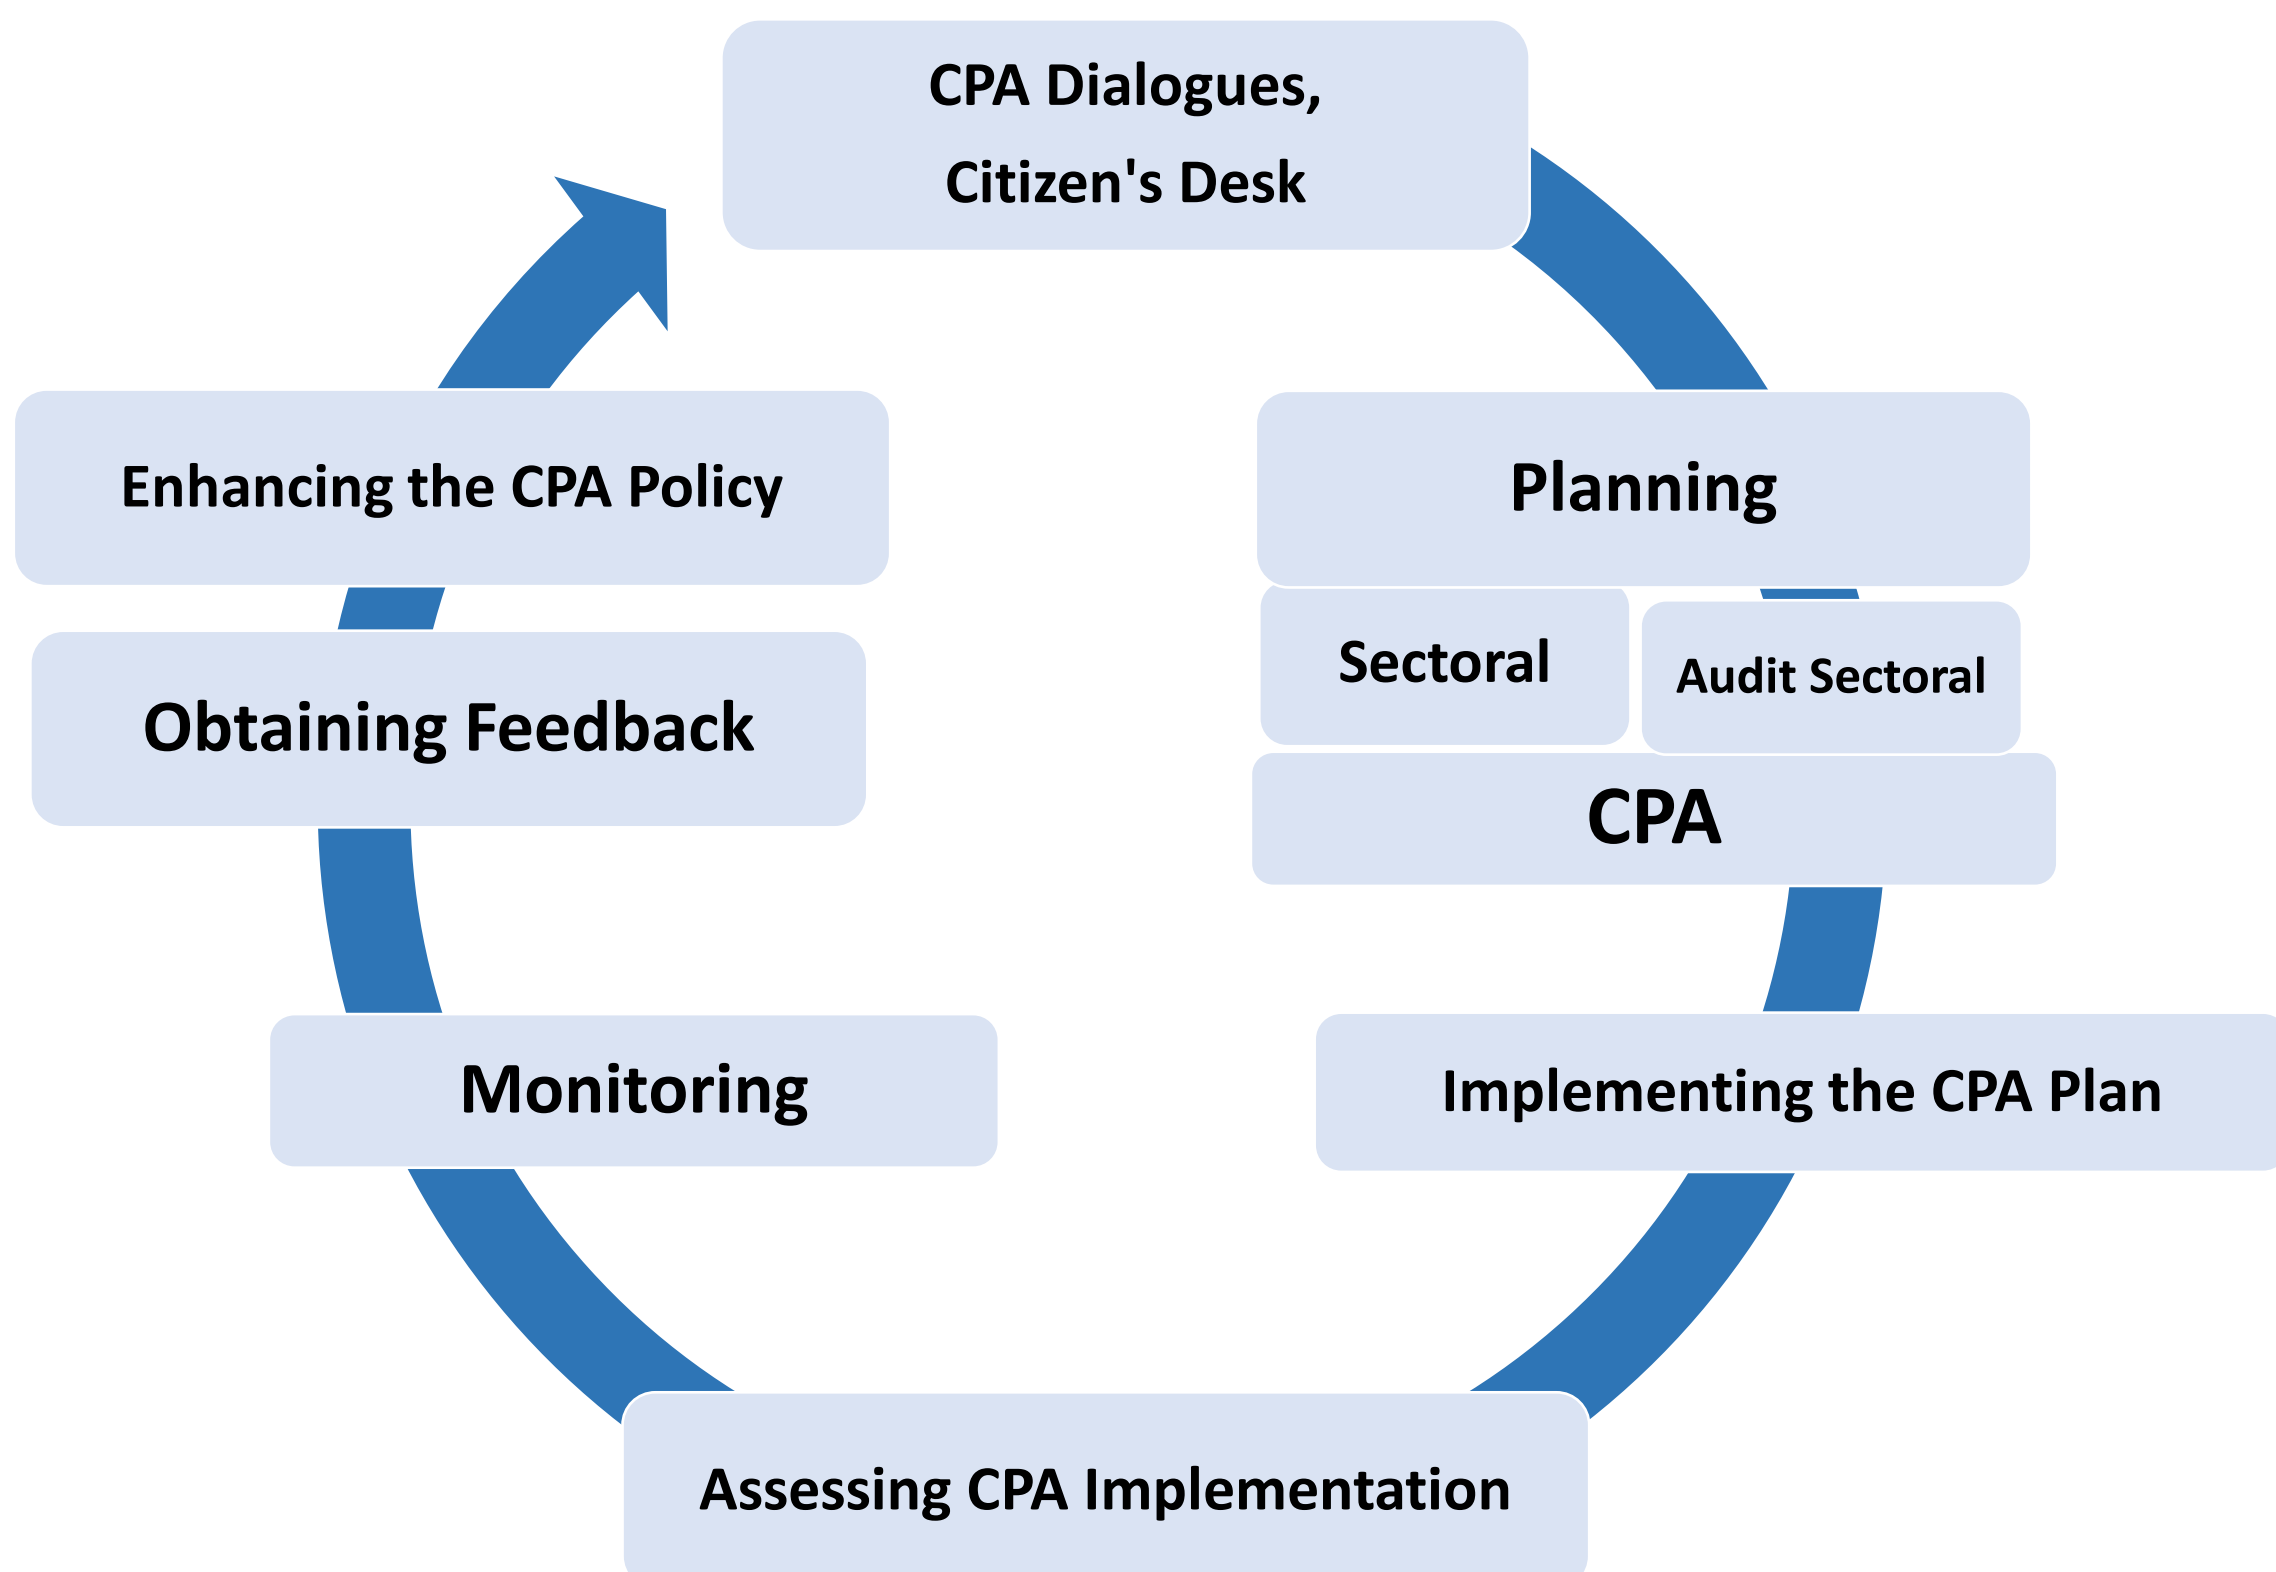 CPA Dialogues,
Citizen's Desk
Planning
Sectoral
Audit Sectoral
CPA
Implementing the CPA Plan
Assessing CPA Implementation
Monitoring
Obtaining Feedback
Enhancing the CPA Policy